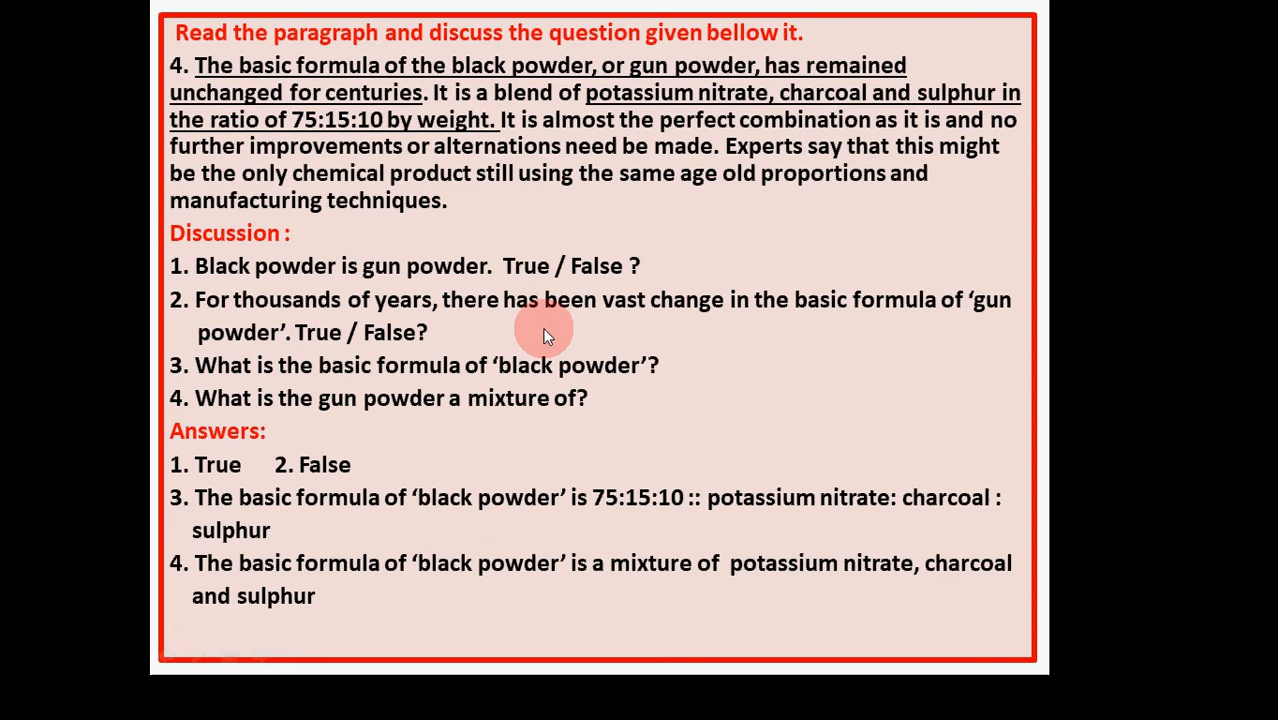 Read the paragraph and discuss the question given bellow it.
4. The basic formula of the black powder, or gun powder, has remained
unchanged for centuries. It is a blend of potassium nitrate, charcoal and sulphur in
the ratio of 75:15:10 by weight. It is almost the perfect combination as it is and no
further improvements or alternations need be made. Experts say that this might
be the only chemical product still using the same age old proportions and
manufacturing techniques.
Discussion :
1. Black powder is gun powder. True / False ?
2. For thousands of years, there has been vast change in the basic formula of ‘gun
powder’. True / False?
3. What is the basic formula of ‘black powder’?
4. What is the gun powder a mixture of?
Answers:
1. True 2. False
3. The basic formula of ‘black powder’ is 75:15:10 :: potassium nitrate: charcoal :
sulphur
4. The basic formula of ‘black powder’ is a mixture of potassium nitrate, charcoal
and sulphur